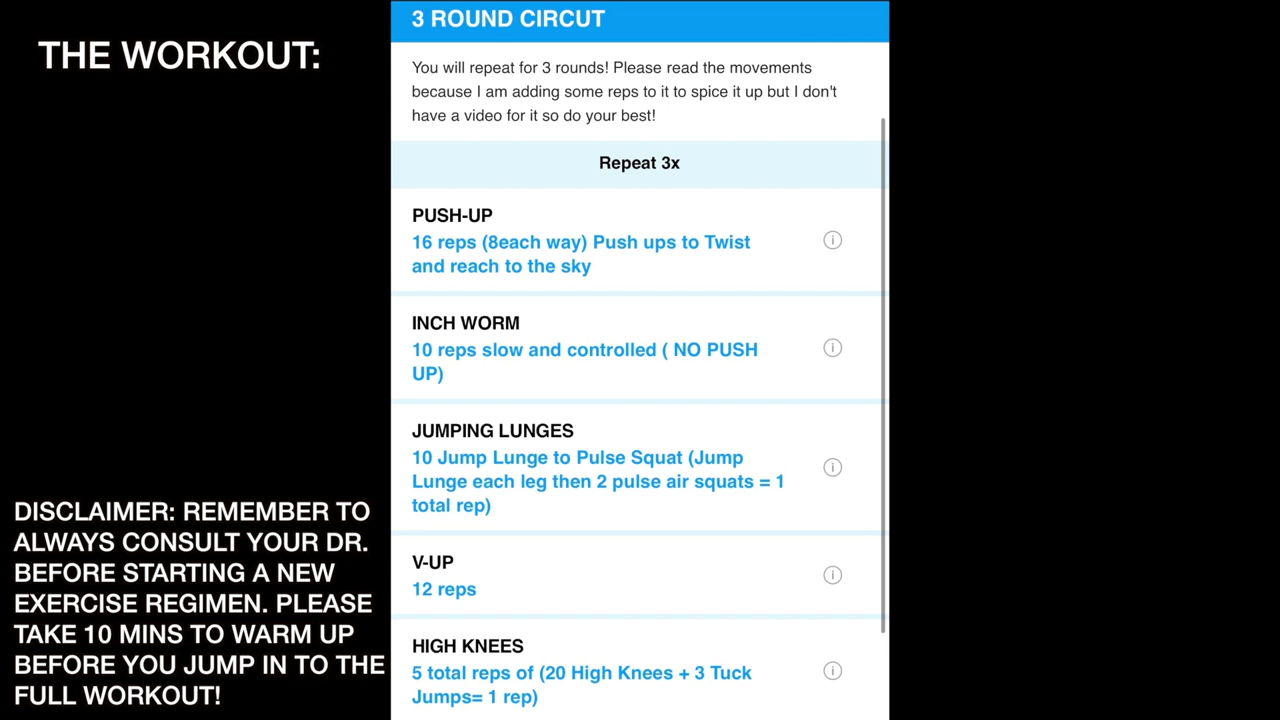 THE WORKOUT:
3 ROUND CIRCUT
You will repeat for 3 rounds! Please read the movements
because I am adding some reps to it to spice it up but I don't
have a video for it so do your best!
Repeat 3x
PUSH-UP
16 reps (8each way) Push ups to Twist
and reach to the sky
INCH WORM
10 reps slow and controlled ( NO PUSH
UP)
JUMPING LUNGES
10 Jump Lunge to Pulse Squat (Jump
Lunge each leg then 2 pulse air squats = 1
total rep)
V-UP
12 reps
HIGH KNEES
5 total reps of (20 High Knees + 3 Tuck
Jumps= 1 rep)
DISCLAIMER: REMEMBER TO
ALWAYS CONSULT YOUR DR.
BEFORE STARTING A NEW
EXERCISE REGIMEN. PLEASE
TAKE 10 MINS TO WARM UP
BEFORE YOU JUMP IN TO THE
FULL WORKOUT!